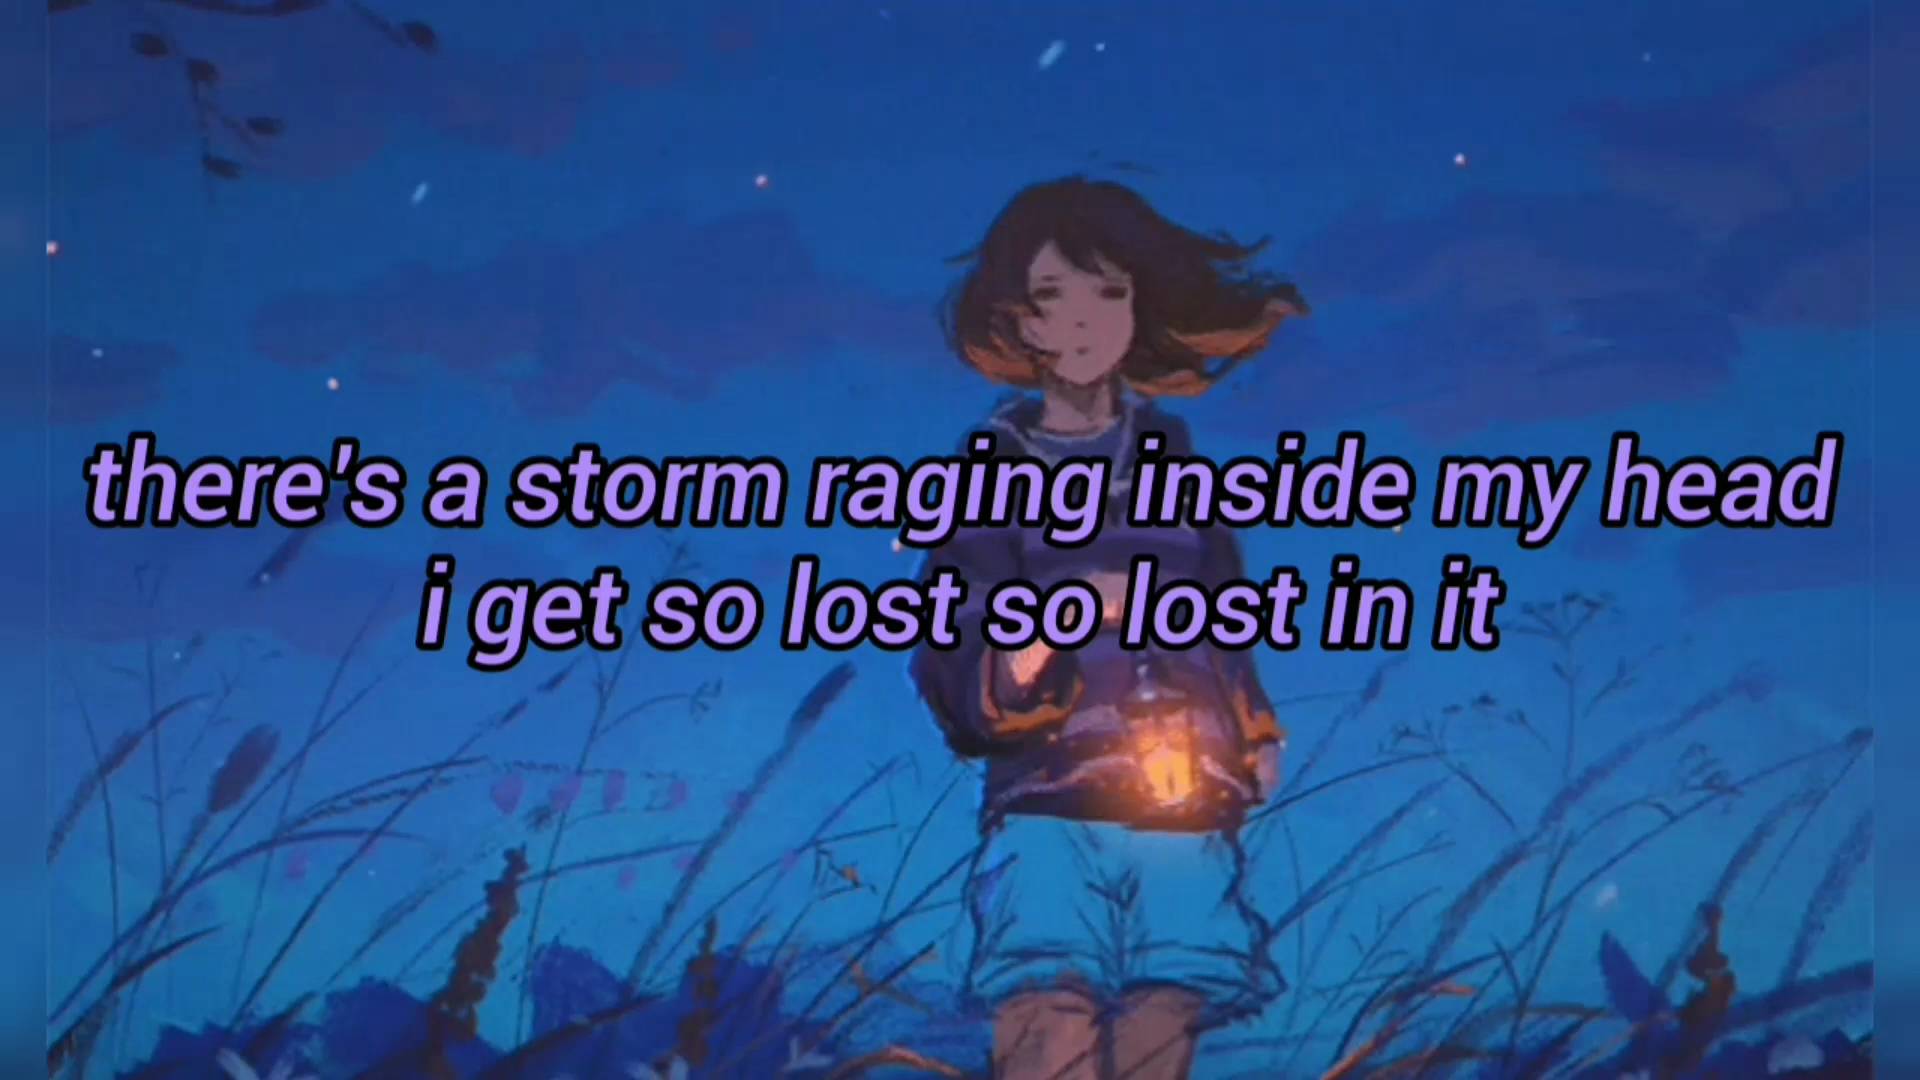 there's a storm raging inside my head
i get so lost so lost in it